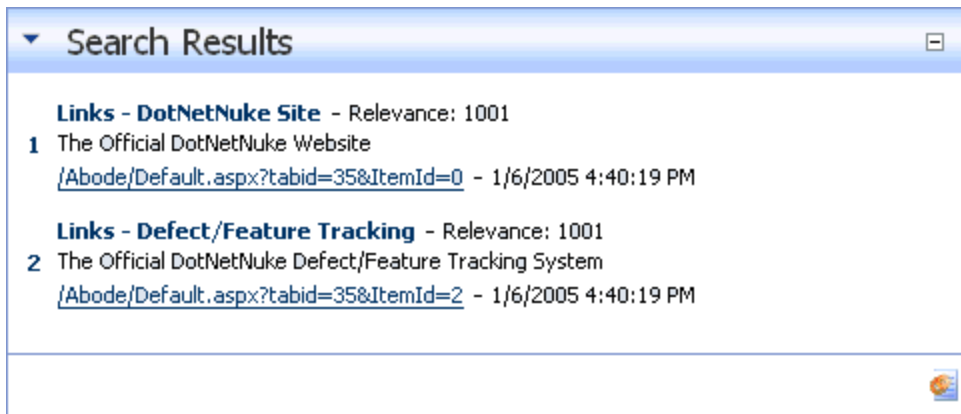 Search Results
Links - DotNetNuke Site - Relevance: 1001
1 The Official DotNetNuke Website
/Abode/Default.aspx?tabid=35&ItemId=0 - 1/6/2005 4:40:19 PM
Links - Defect/Feature Tracking - Relevance: 1001
2 The Official DotNetNuke Defect/Feature Tracking System
/Abode/Default.aspx?tabid=35&ItemId=2 - 1/6/2005 4:40:19 PM